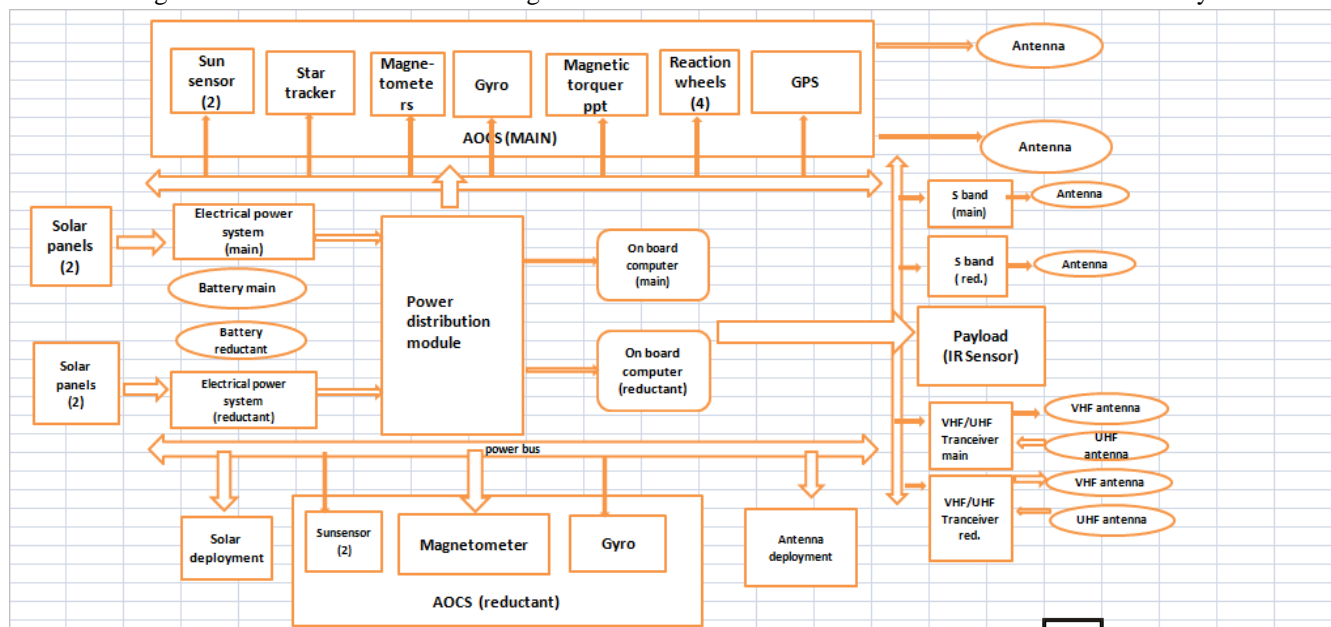 Sun
sensor
(2)
Star
tracker
Magne-
tomete
rs
Gyro
Magnetic
torquer
ppt
Reaction
wheels
(4)
GPS
AOCS (MAIN)
Antenna
Antenna
Solar
panels
(2)
Electrical power
system
(main)
Battery main
Battery
reductant
Solar
panels
(2)
Electrical power
system
(reductant)
Power
distribution
module
On board
computer
(main)
On board
computer
(reductant)
S band
(main)
Antenna
S band
( red.)
Antenna
Payload
(IR Sensor)
VHF/UHF
Tranceiver
main
VHF antenna
UHF
antenna
VHF/UHF
Tranceiver
red.
VHF antenna
UHF antenna
power bus
Solar
deployment
Sunsensor
(2)
Magnetometer
Gyro
AOCS (reductant)
Antenna
deployment